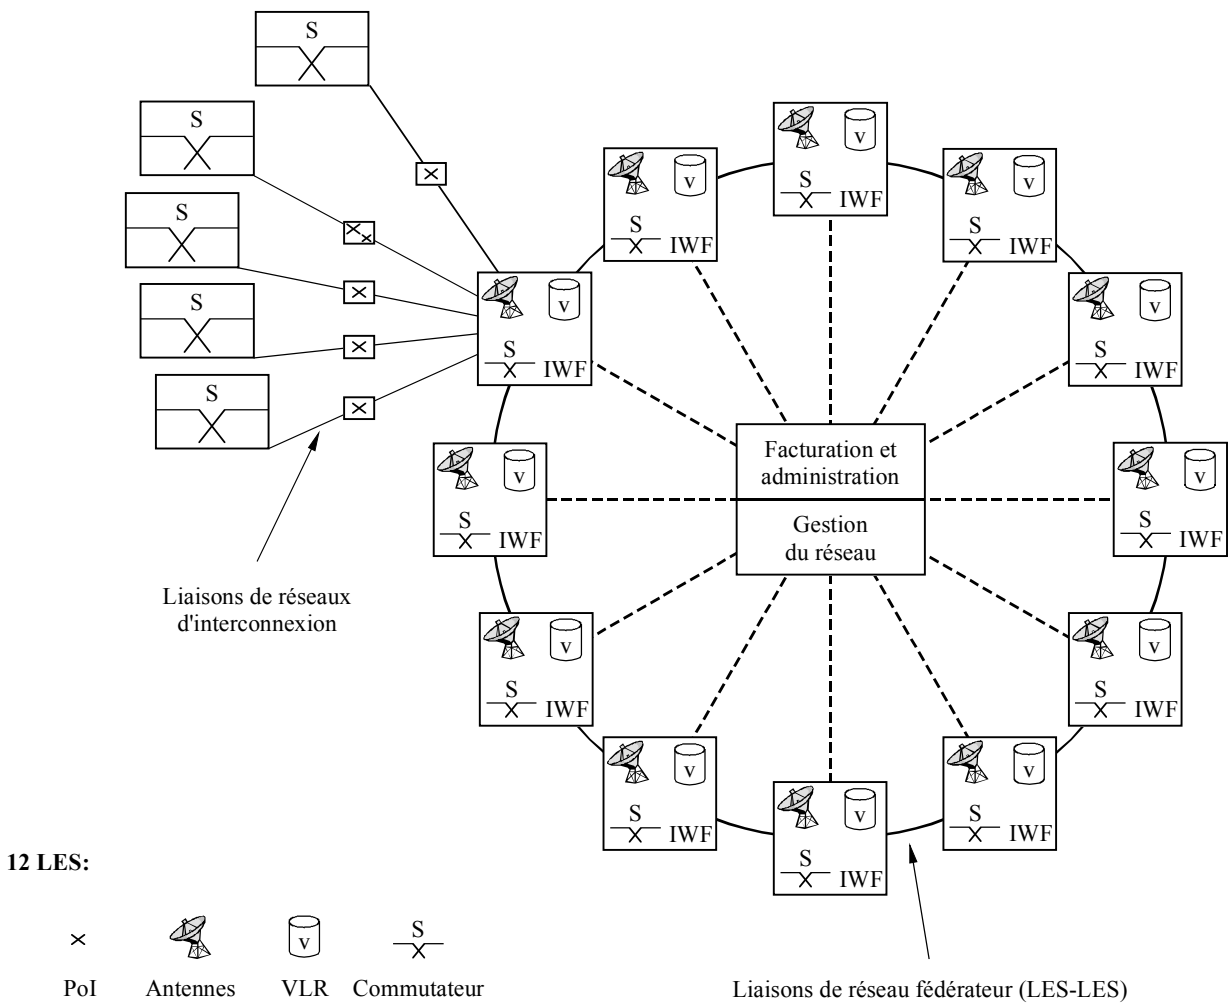 S
S
S
S
S
v
S
IWF
v
S
IWF
v
S
IWF
v
S
IWF
v
S
IWF
v
S
IWF
v
S
IWF
v
S
IWF
v
S
IWF
v
S
IWF
v
S
IWF
v
S
IWF
Facturation et
administration
Gestion
du réseau
Liaisons de réseaux
d'interconnexion
12 LES:
v
S
PoI
Antennes
VLR
Commutateur
Liaisons de réseau fédérateur (LES-LES)